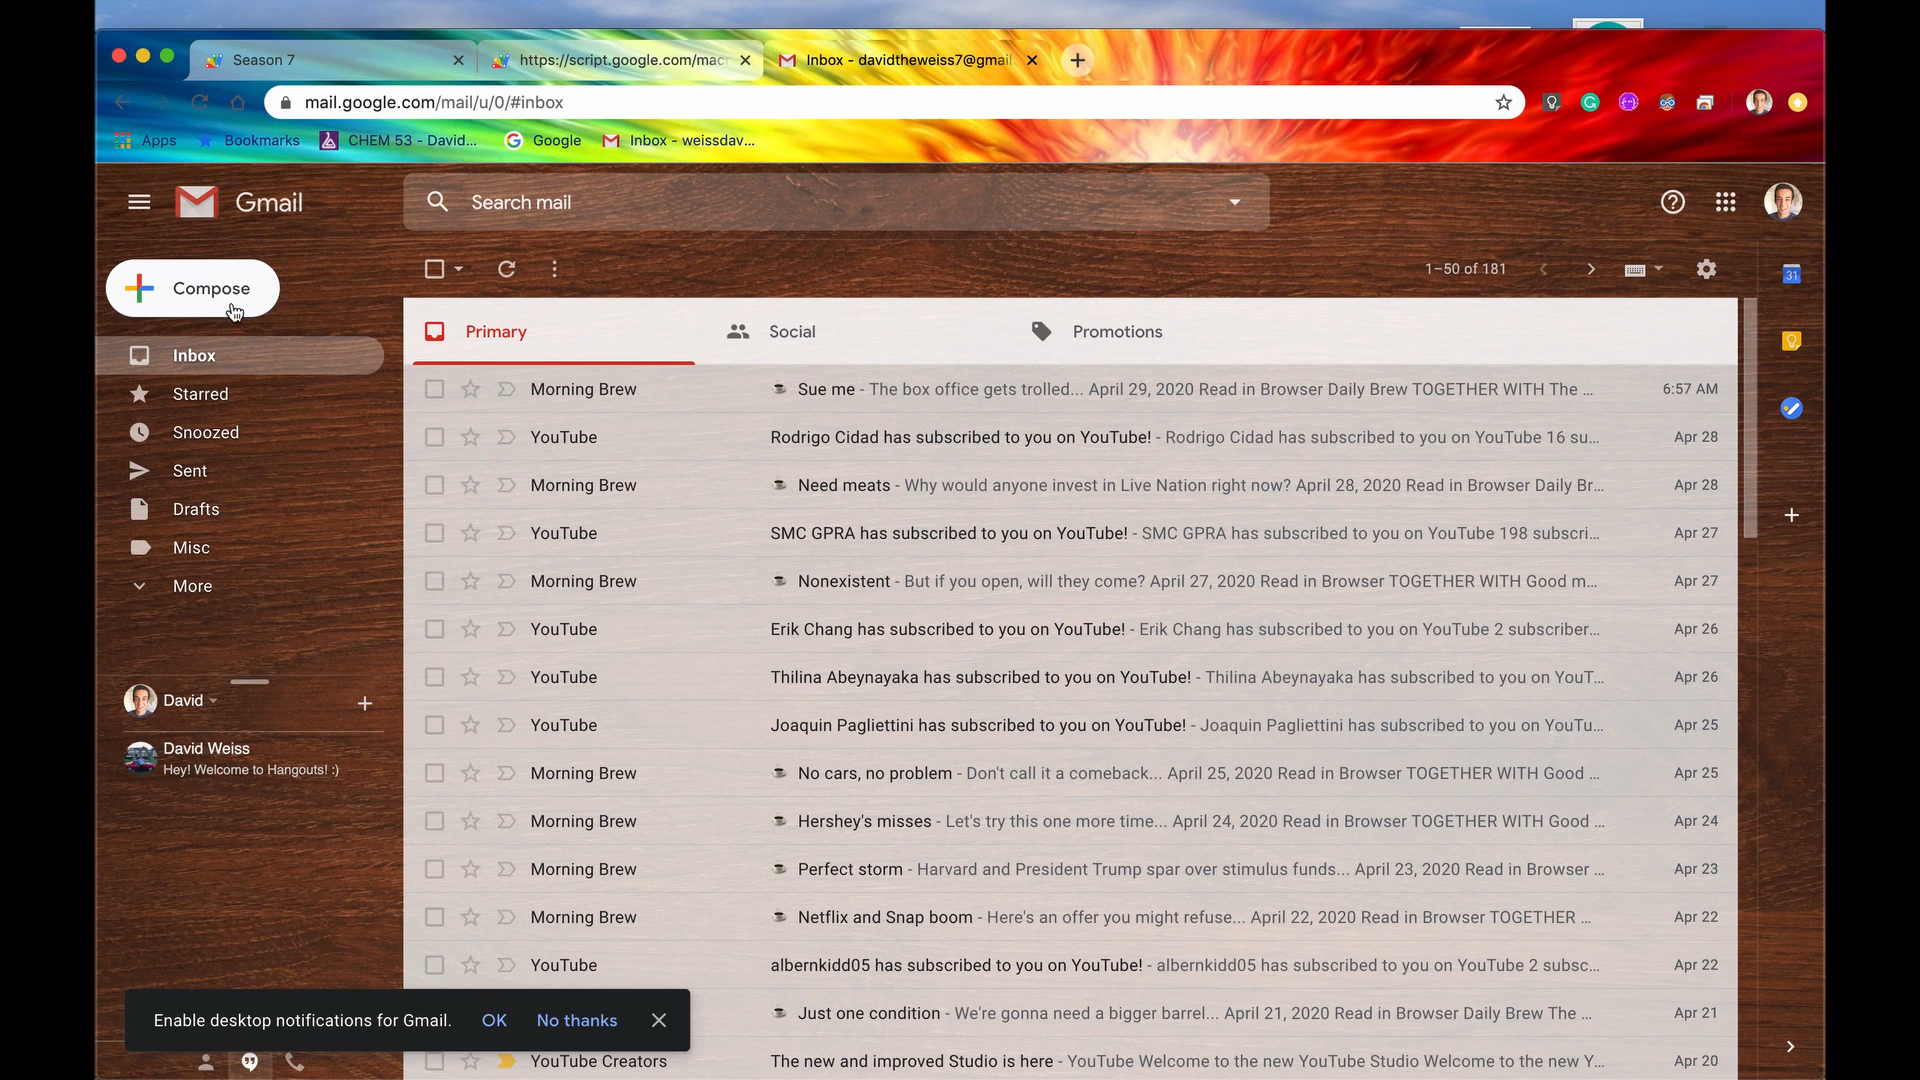 Season 7
https://script.google.com/macr
Inbox - davidtheweiss7@gmail.
mail.google.com/mail/u/0/#inbox
Apps
Bookmarks
CHEM 53 - David...
Google
Inbox - weissdav...
Gmail
Search mail
Compose
1–50 of 181
31
Inbox
Starred
Snoozed
Sent
Drafts
Misc
More
David
David Weiss
Hey! Welcome to Hangouts! :)
Primary
Social
Promotions
Morning Brew Sue me - The box office gets trolled... April 29, 2020 Read in Browser Daily Brew TOGETHER WITH The ... 6:57 AM
YouTube Rodrigo Cidad has subscribed to you on YouTube! - Rodrigo Cidad has subscribed to you on YouTube 16 su... Apr 28
Morning Brew Need meats - Why would anyone invest in Live Nation right now? April 28, 2020 Read in Browser Daily Br... Apr 28
YouTube SMC GPRA has subscribed to you on YouTube! - SMC GPRA has subscribed to you on YouTube 198 subscri... Apr 27
Morning Brew Nonexistent - But if you open, will they come? April 27, 2020 Read in Browser TOGETHER WITH Good m... Apr 27
YouTube Erik Chang has subscribed to you on YouTube! - Erik Chang has subscribed to you on YouTube 2 subscriber... Apr 26
YouTube Thilina Abeynayaka has subscribed to you on YouTube! - Thilina Abeynayaka has subscribed to you on YouT... Apr 26
YouTube Joaquin Pagliettini has subscribed to you on YouTube! - Joaquin Pagliettini has subscribed to you on YouTu... Apr 25
Morning Brew No cars, no problem - Don't call it a comeback... April 25, 2020 Read in Browser TOGETHER WITH Good ... Apr 25
Morning Brew Hershey's misses - Let's try this one more time... April 24, 2020 Read in Browser TOGETHER WITH Good ... Apr 24
Morning Brew Perfect storm - Harvard and President Trump spar over stimulus funds... April 23, 2020 Read in Browser ... Apr 23
Morning Brew Netflix and Snap boom - Here's an offer you might refuse... April 22, 2020 Read in Browser TOGETHER ... Apr 22
YouTube albernkidd05 has subscribed to you on YouTube! - albernkidd05 has subscribed to you on YouTube 2 subsc... Apr 22
Just one condition - We're gonna need a bigger barrel... April 21, 2020 Read in Browser Daily Brew The ... Apr 21
YouTube Creators The new and improved Studio is here - YouTube Welcome to the new YouTube Studio Welcome to the new Y... Apr 20
Enable desktop notifications for Gmail. OK No thanks